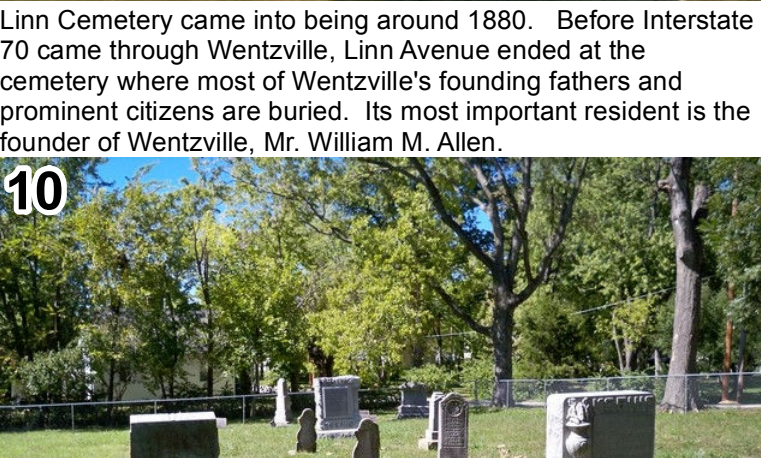 Linn Cemetery came into being around 1880. Before Interstate
70 came through Wentzville, Linn Avenue ended at the
cemetery where most of Wentzville's founding fathers and
prominent citizens are buried. Its most important resident is the
founder of Wentzville, Mr. William M. Allen.
10